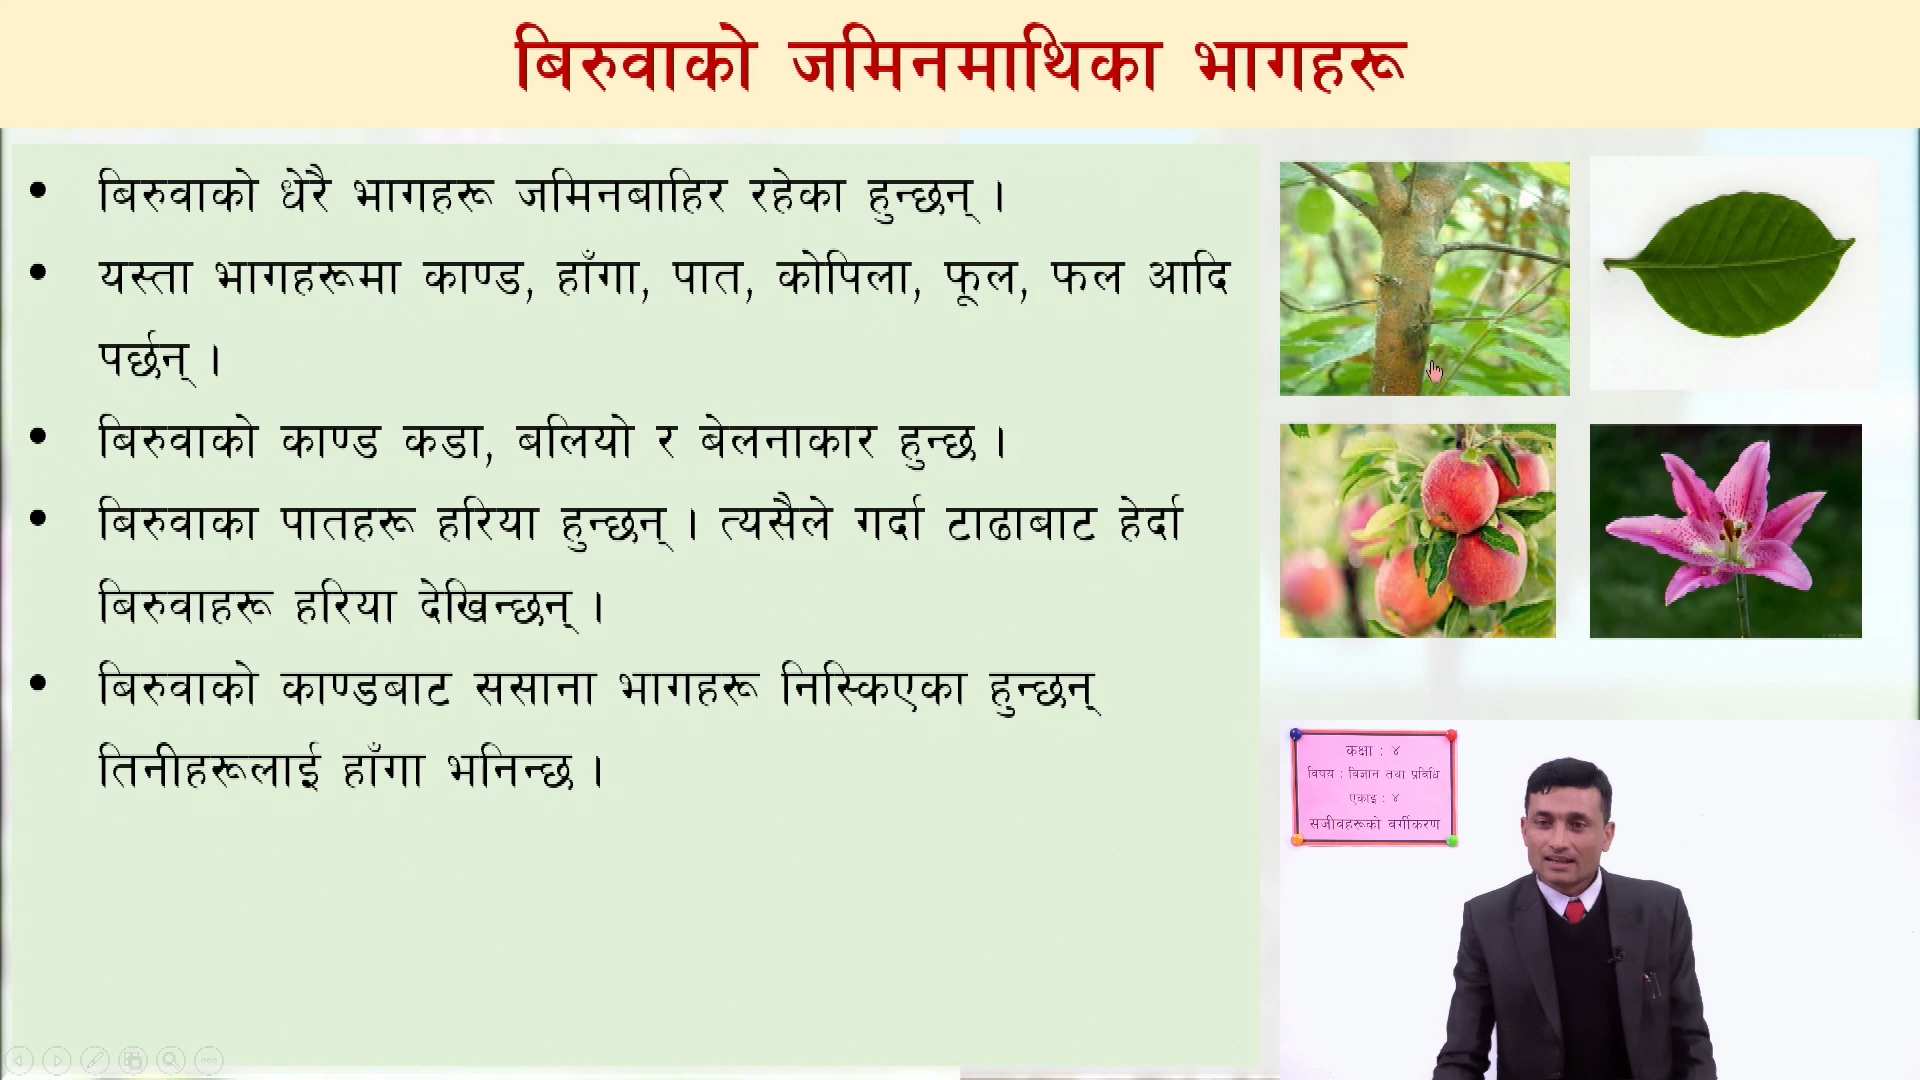 बिरुवाको जमिनमाथिका भागहरू
• बिरुवाको धेरै भागहरू जमिनबाहिर रहेका हुन्छन् ।
• यस्ता भागहरूमा काण्ड, हाँगा, पात, कोपिला, फूल, फल आदि
पर्छन् ।
• बिरुवाको काण्ड कडा, बलियो र बेलनाकार हुन्छ ।
• बिरुवाका पातहरू हरिया हुन्छन् । त्यसैले गर्दा टाढाबाट हेर्दा
बिरुवाहरू हरिया देखिन्छन् ।
• बिरुवाको काण्डबाट ससाना भागहरू निस्किएका हुन्छन्
तिनीहरूलाई हाँगा भनिन्छ ।
कक्षा : ४
विषय : विज्ञान तथा प्रविधि
एकाइ : ४
सजीवहरूको वर्गीकरण